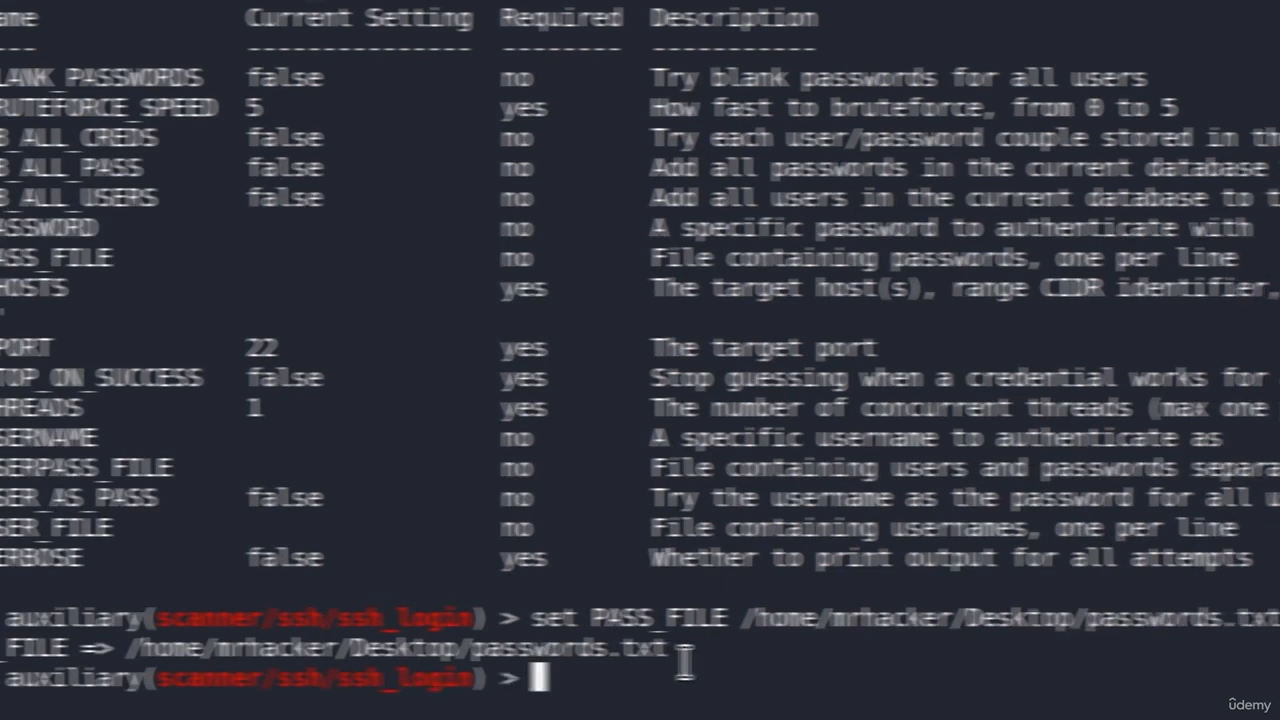 ame Current Setting Required Description
---- --------------- -------- -----------
LANK_PASSWORDS false no Try blank passwords for all users
RUTEFORCE_SPEED 5 yes How fast to bruteforce, from 0 to 5
B_ALL_CREDS false no Try each user/password couple stored in th
B_ALL_PASS false no Add all passwords in the current database
B_ALL_USERS false no Add all users in the current database to t
ASSWORD no A specific password to authenticate with
ASS_FILE no File containing passwords, one per line
HOSTS yes The target host(s), range CIDR identifier,
'
PORT 22 yes The target port
TOP_ON_SUCCESS false yes Stop guessing when a credential works for
HREADS 1 yes The number of concurrent threads (max one
SERNAME no A specific username to authenticate as
SERPASS_FILE no File containing users and passwords separa
SER_AS_PASS false no Try the username as the password for all u
SER_FILE no File containing usernames, one per line
ERBOSE false yes Whether to print output for all attempts
auxiliary(scanner/ssh/ssh_login) > set PASS_FILE /home/mrhacker/Desktop/passwords.txt
_FILE => /home/mrhacker/Desktop/passwords.txt
auxiliary(scanner/ssh/ssh_login) >
ûdemy